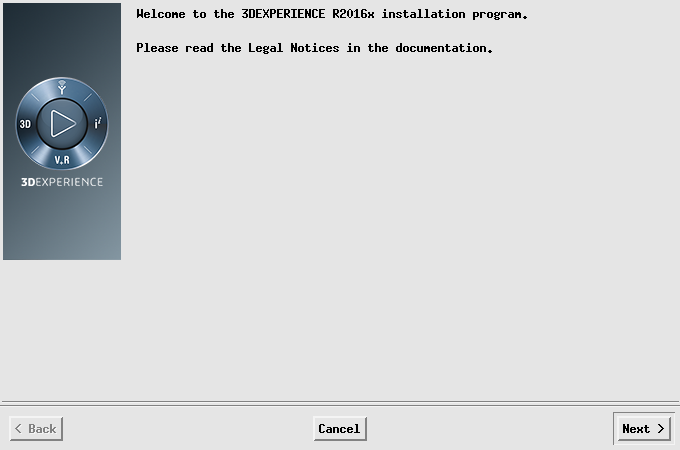 Welcome to the 3DEXPERIENCE R2016x installation program.
Please read the Legal Notices in the documentation.
3D
i²
V.R
3DEXPERIENCE
< Back
Cancel
Next >